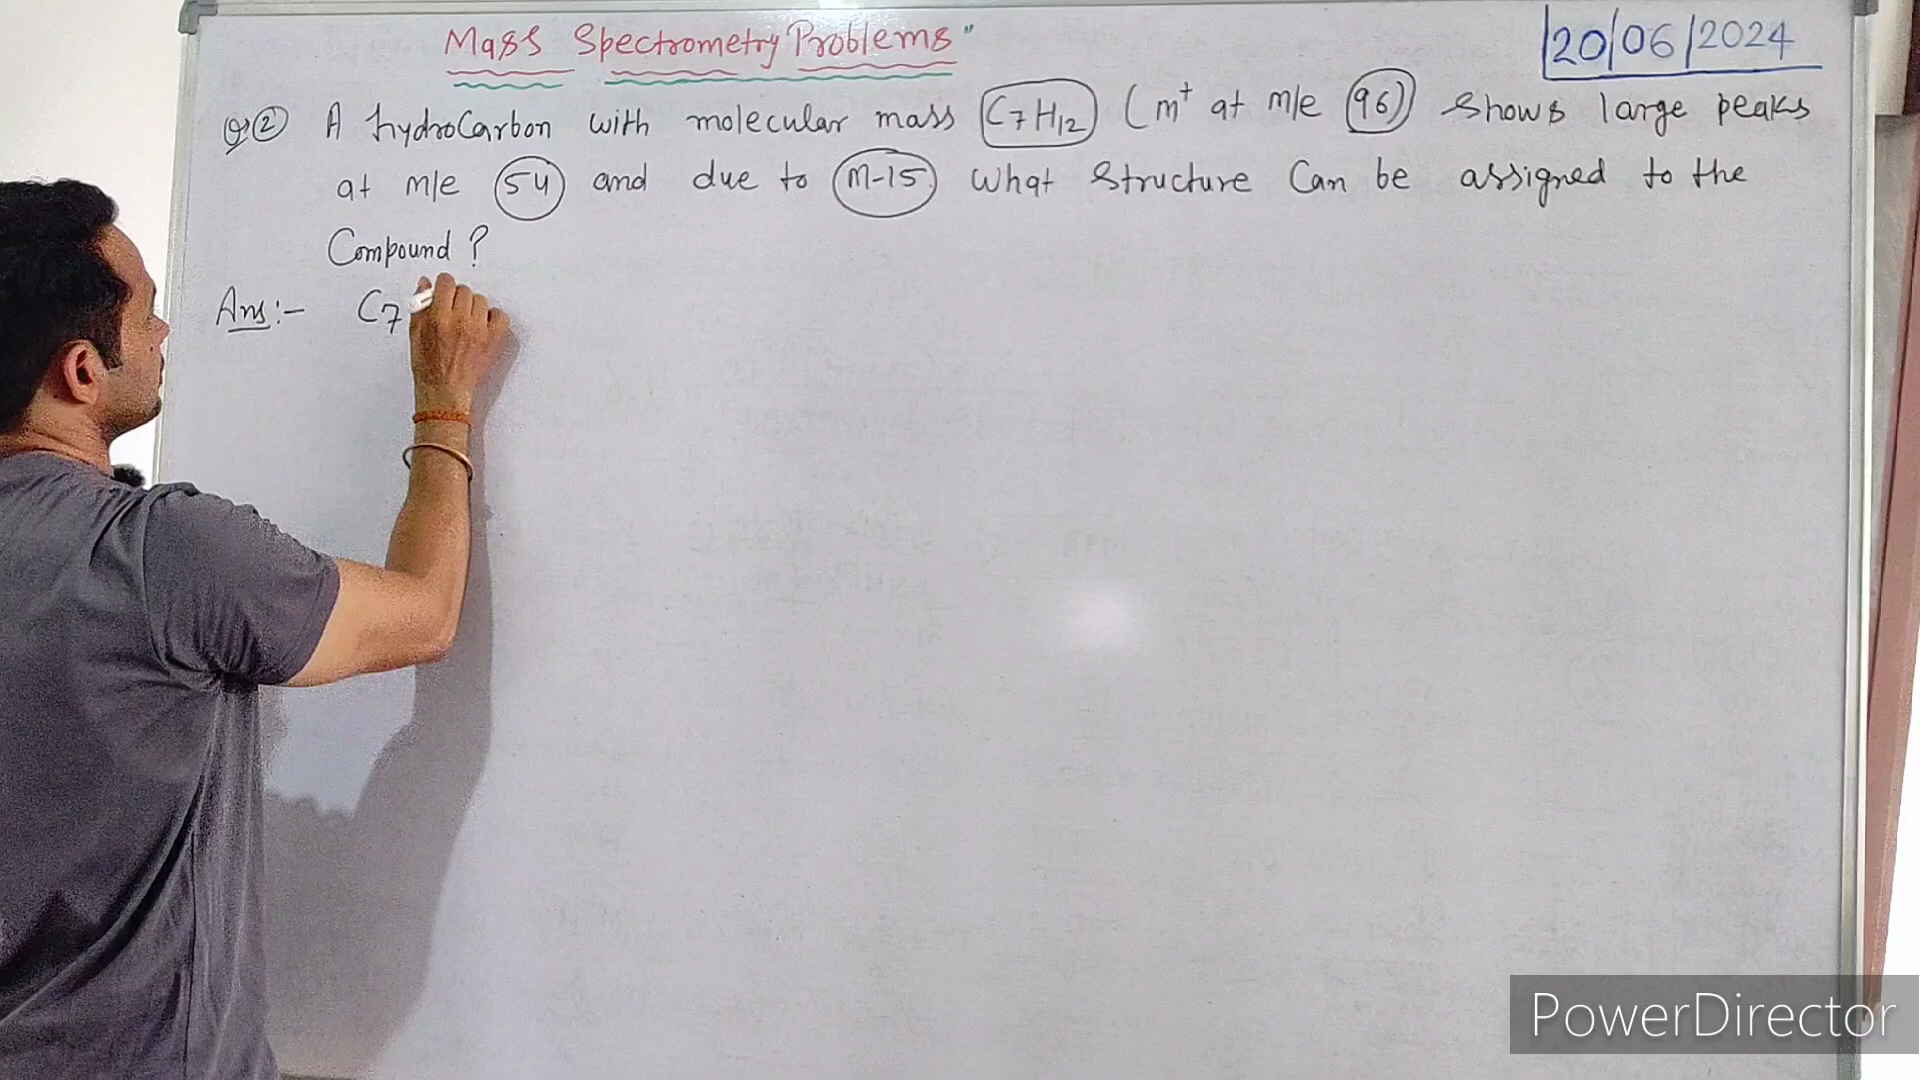 Mass Spectrometry Problems"
20/06/2024
Q.② A hydroCarbon with molecular mass C7H12 (m+ at m/e 96) shows large peaks
at m/e 54 and due to M-15. What Structure Can be assigned to the
Compound ?
Ans:- C7
PowerDirector